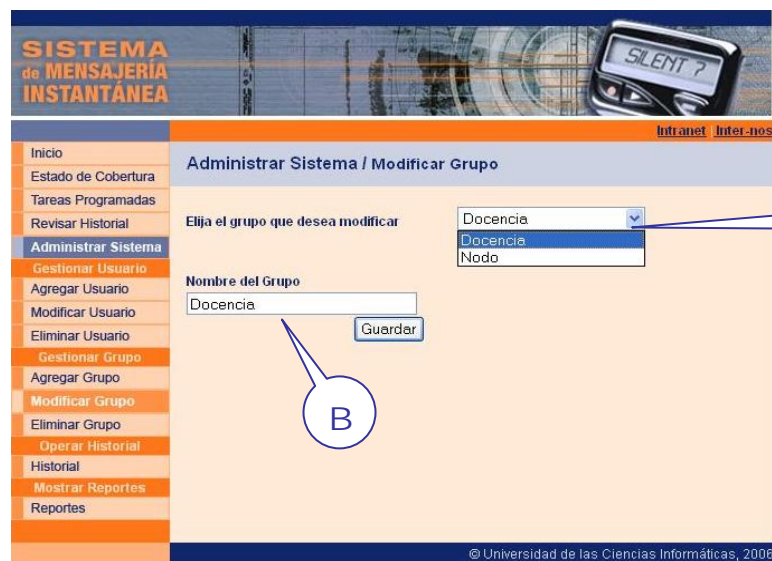 SISTEMA
de MENSAJERÍA
INSTANTÁNEA
SILENT ?
Intranet | Inter-nos
Inicio
Estado de Cobertura
Tareas Programadas
Revisar Historial
Administrar Sistema
Gestionar Usuario
Agregar Usuario
Modificar Usuario
Eliminar Usuario
Gestionar Grupo
Agregar Grupo
Modificar Grupo
Eliminar Grupo
Operar Historial
Historial
Mostrar Reportes
Reportes
Administrar Sistema / Modificar Grupo
Elija el grupo que desea modificar
Docencia
Docencia
Nodo
Nombre del Grupo
Docencia
Guardar
B
© Universidad de las Ciencias Informáticas, 2006